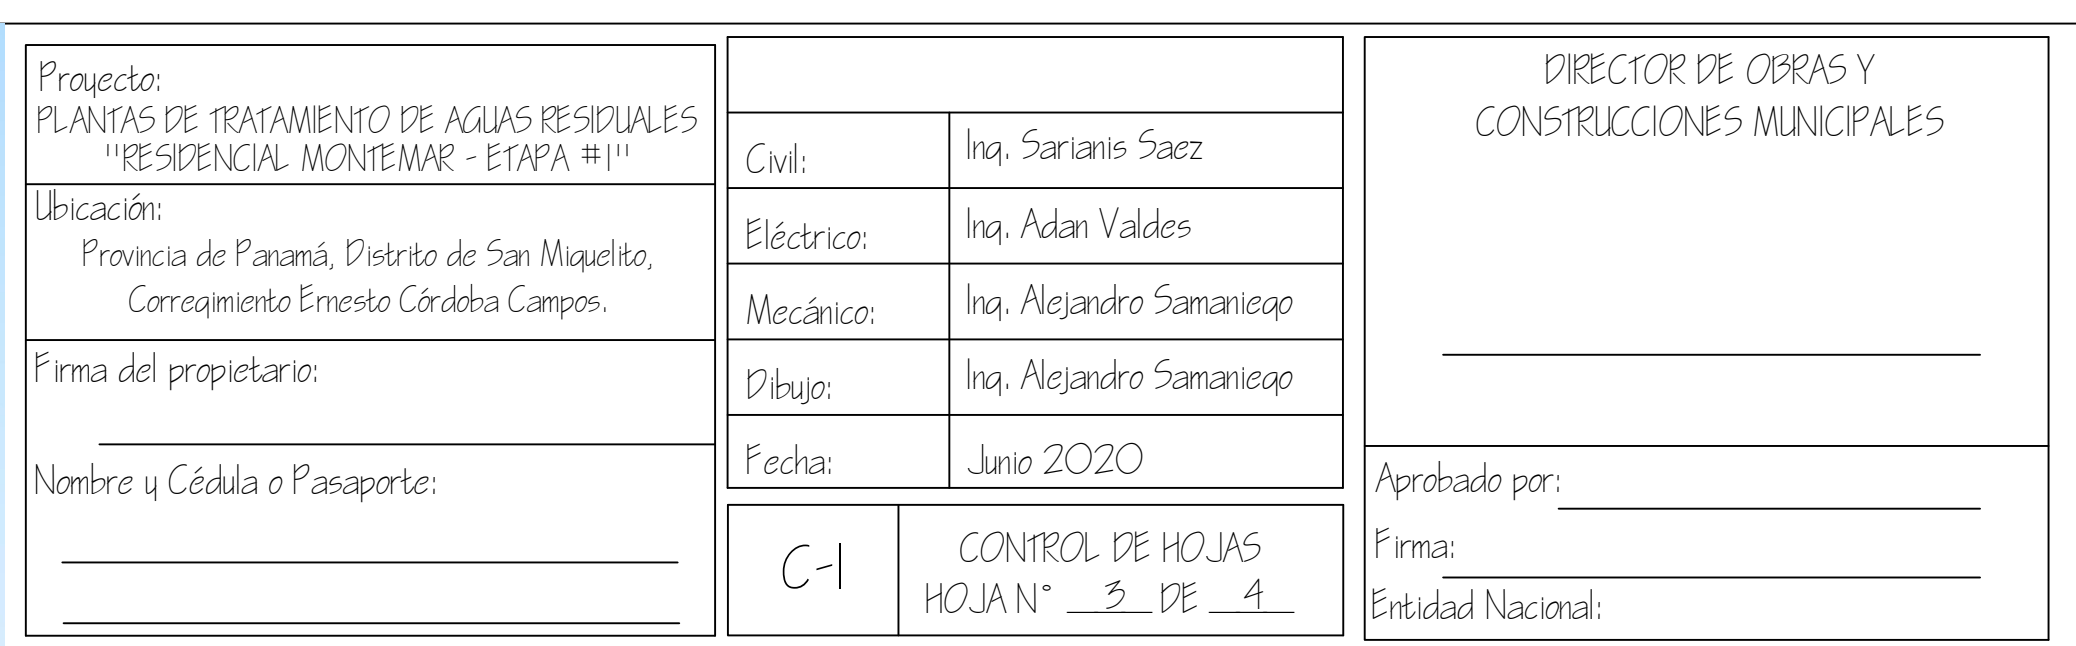 Proyecto:
PLANTAS DE TRATAMIENTO DE AGUAS RESIDUALES
"RESIDENCIAL MONTEMAR - ETAPA #1"
Ubicación:
Provincia de Panamá, Distrito de San Miguelito,
Corregimiento Ernesto Córdoba Campos.
Firma del propietario:
Nombre y Cédula o Pasaporte:
Civil: Ing. Sarianis Saez
Eléctrico: Ing. Adan Valdes
Mecánico: Ing. Alejandro Samaniego
Dibujo: Ing. Alejandro Samaniego
Fecha: Junio 2020
C-1
CONTROL DE HOJAS
HOJA N° 3 DE 4
DIRECTOR DE OBRAS Y
CONSTRUCCIONES MUNICIPALES
Aprobado por:
Firma:
Entidad Nacional: